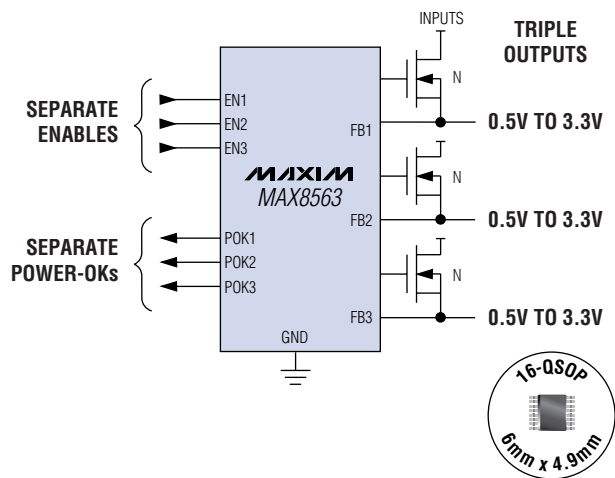 INPUTS
TRIPLE
OUTPUTS
N
SEPARATE
ENABLES
EN1
EN2
EN3
FB1
0.5V TO 3.3V
MAXIM
MAX8563
N
FB2
0.5V TO 3.3V
SEPARATE
POWER-OKs
POK1
POK2
POK3
N
FB3
0.5V TO 3.3V
GND
16-QSOP
6mm x 4.9mm